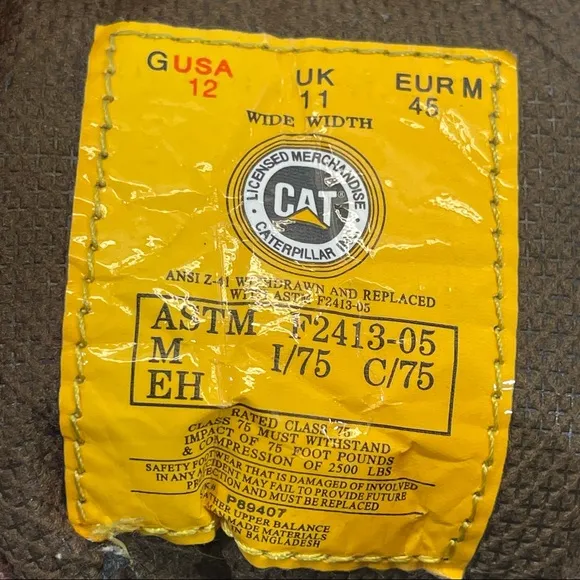 GUSA UK EUR M
12 11 45
WIDE WIDTH
LICENSED MERCHANDISE
CAT
CATERPILLAR INC.
ANSI Z-41 WITHDRAWN AND REPLACED
WITH ASTM F2413-05
ASTM F2413-05
M I/75 C/75
EH
RATED CLASS 75
CLASS 75 MUST WITHSTAND
IMPACT OF 75 FOOT POUNDS
& COMPRESSION OF 2500 LBS
SAFETY FOOTWEAR THAT IS DAMAGED OF INVOLVED
IN ANY ACCIDENT MAY FAIL TO PROVIDE FUTURE
PROTECTION AND MUST BE REPLACED
P89407
LEATHER UPPER BALANCE
MAN MADE MATERIALS
IN BANGLADESH